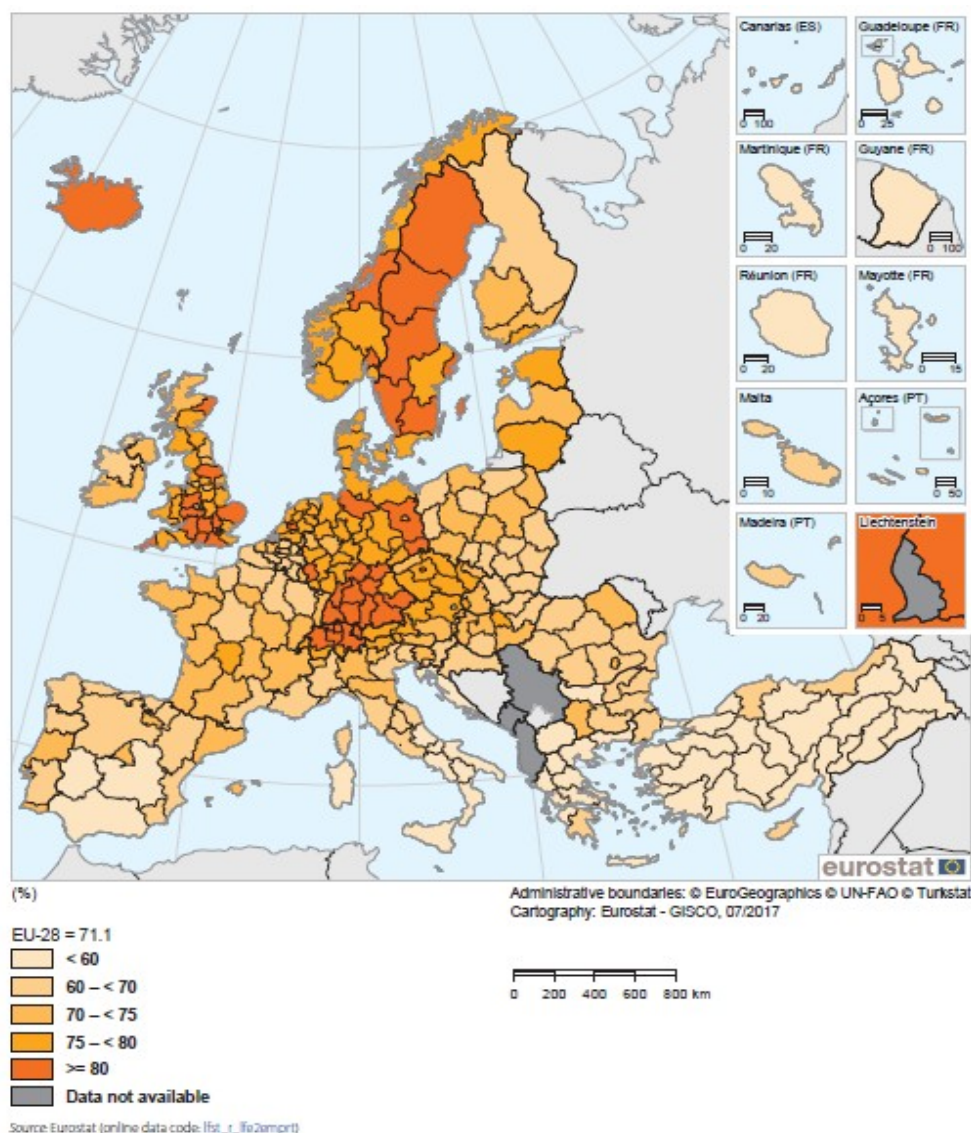 Canarias (ES)
0 100
Guadeloupe (FR)
0 25
Martinique (FR)
0 20
Guyane (FR)
0 100
Réunion (FR)
0 20
Mayotte (FR)
0 15
Malta
0 10
Açores (PT)
0 50
Madeira (PT)
0 20
Liechtenstein
0 5
eurostat
(%)
Administrative boundaries: © EuroGeographics © UN-FAO © Turkstat
Cartography: Eurostat - GISCO, 07/2017
EU-28 = 71.1
< 60
60 – < 70
70 – < 75
75 – < 80
>= 80
Data not available
0 200 400 600 800 km
Source: Eurostat (online data code: lfst_r_lfe2emprt)